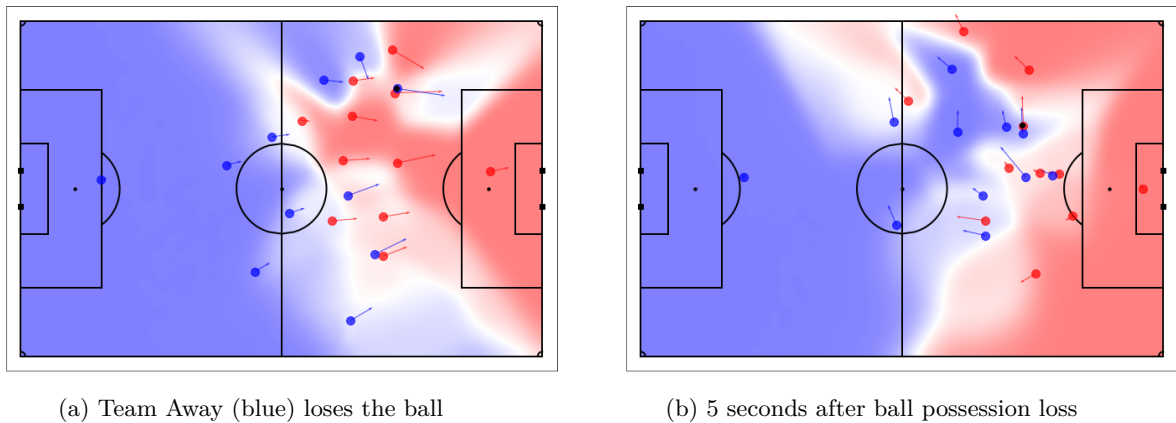 (a) Team Away (blue) loses the ball
(b) 5 seconds after ball possession loss